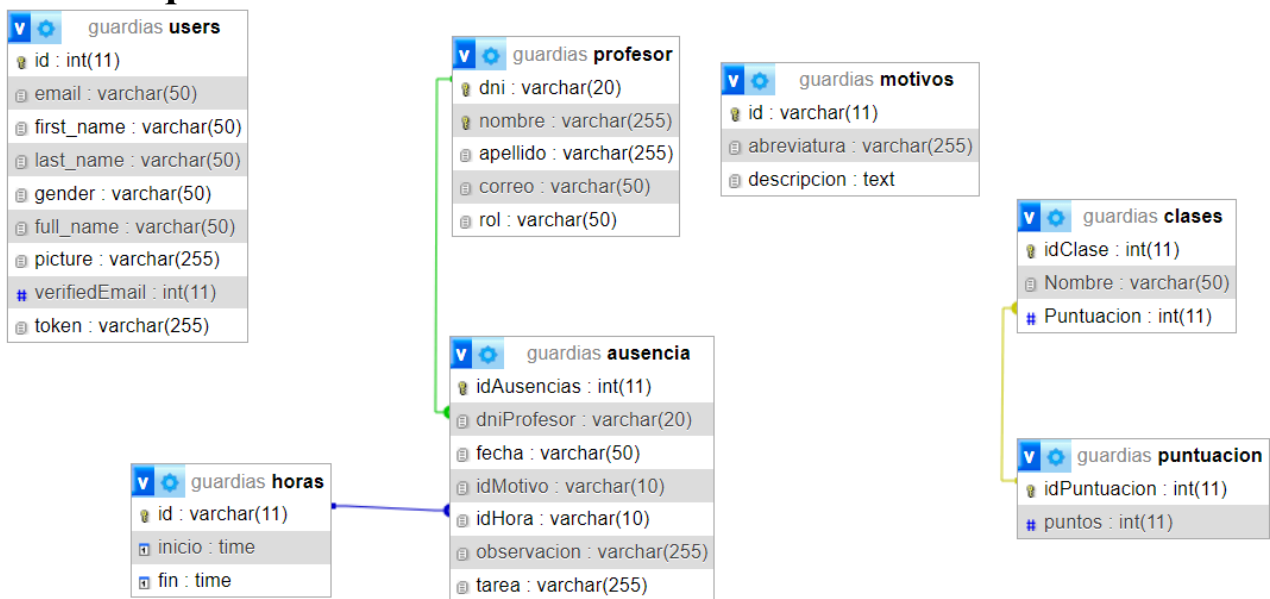 guardias users
id : int(11)
email : varchar(50)
first_name : varchar(50)
last_name : varchar(50)
gender : varchar(50)
full_name : varchar(50)
picture : varchar(255)
verifiedEmail : int(11)
token : varchar(255)
guardias profesor
dni : varchar(20)
nombre : varchar(255)
apellido : varchar(255)
correo : varchar(50)
rol : varchar(50)
guardias motivos
id : varchar(11)
abreviatura : varchar(255)
descripcion : text
guardias clases
idClase : int(11)
Nombre : varchar(50)
Puntuacion : int(11)
guardias ausencia
idAusencias : int(11)
dniProfesor : varchar(20)
fecha : varchar(50)
idMotivo : varchar(10)
idHora : varchar(10)
observacion : varchar(255)
tarea : varchar(255)
guardias horas
id : varchar(11)
inicio : time
fin : time
guardias puntuacion
idPuntuacion : int(11)
puntos : int(11)